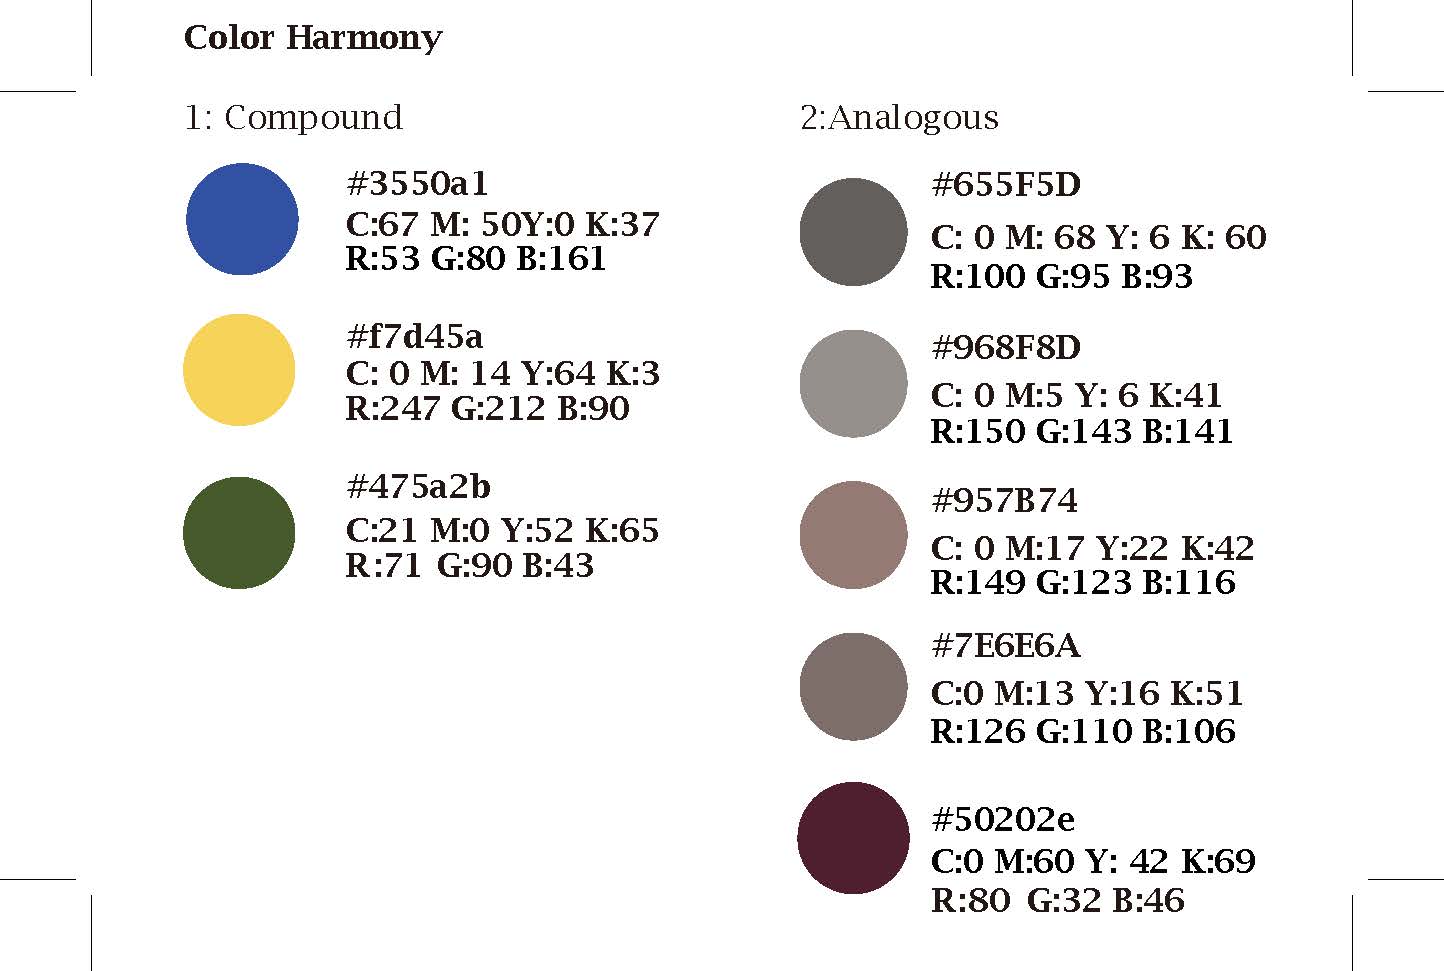 Color Harmony
1: Compound
#3550a1
C:67 M: 50Y:0 K:37
R:53 G:80 B:161
#f7d45a
C: 0 M: 14 Y:64 K:3
R:247 G:212 B:90
#475a2b
C:21 M:0 Y:52 K:65
R:71 G:90 B:43
2:Analogous
#655F5D
C: 0 M: 68 Y: 6 K: 60
R:100 G:95 B:93
#968F8D
C: 0 M:5 Y: 6 K:41
R:150 G:143 B:141
#957B74
C: 0 M:17 Y:22 K:42
R:149 G:123 B:116
#7E6E6A
C:0 M:13 Y:16 K:51
R:126 G:110 B:106
#50202e
C:0 M:60 Y: 42 K:69
R:80 G:32 B:46